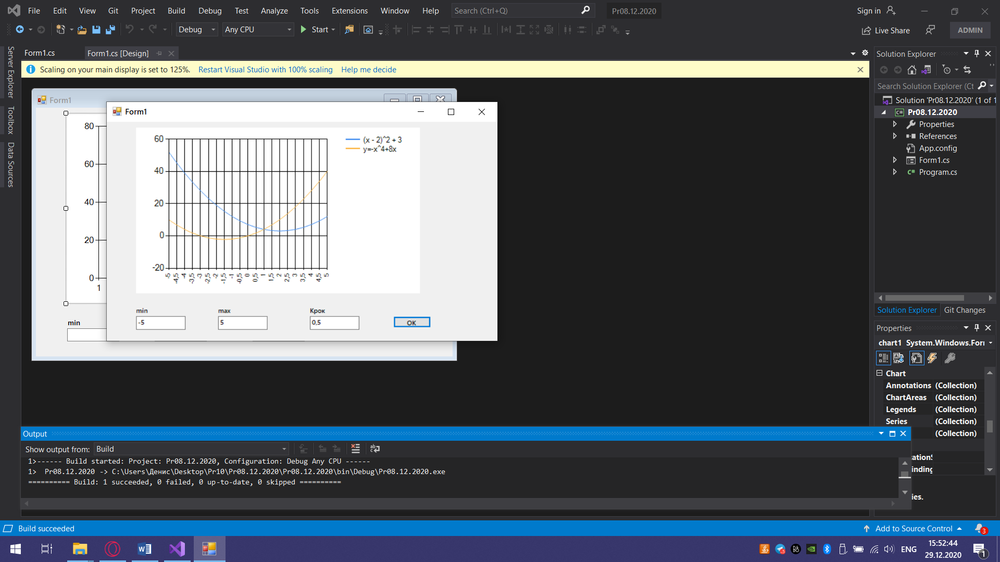 File Edit View Git Project Build Debug Test Analyze Tools Extensions Window Help Search (Ctrl+Q) Pr08.12.2020 Sign in
Debug Any CPU Start Live Share ADMIN
Server Explorer
Toolbox
Data Sources
Form1.cs Form1.cs [Design]
Scaling on your main display is set to 125%. Restart Visual Studio with 100% scaling Help me decide
Form1
80
60
40
20
0
1
min
Form1
60
40
20
0
-20
-5 -4,5 -4 -3,5 -3 -2,5 -2 -1,5 -1 -0,5 0 0,5 1 1,5 2 2,5 3 3,5 4 4,5 5
(x - 2)^2 + 3
y=-x^4+8x
min max Крок
-5 5 0,5 OK
Solution Explorer
Search Solution Explorer (Ct
Solution 'Pr08.12.2020' (1 of 1
C# Pr08.12.2020
Properties
References
App.config
Form1.cs
C# Program.cs
Solution Explorer Git Changes
Properties
chart1 System.Windows.For
Chart
Annotations (Collection)
ChartAreas (Collection)
Legends (Collection)
Series (Collection)
(Collection)
Output
Show output from: Build
1>------ Build started: Project: Pr08.12.2020, Configuration: Debug Any CPU ------
1> Pr08.12.2020 -> C:\Users\Денис\Desktop\Pr10\Pr08.12.2020\Pr08.12.2020\bin\Debug\Pr08.12.2020.exe
========== Build: 1 succeeded, 0 failed, 0 up-to-date, 0 skipped ==========
ies.
Build succeeded Add to Source Control 3
ENG 15:52:44
29.12.2020 1